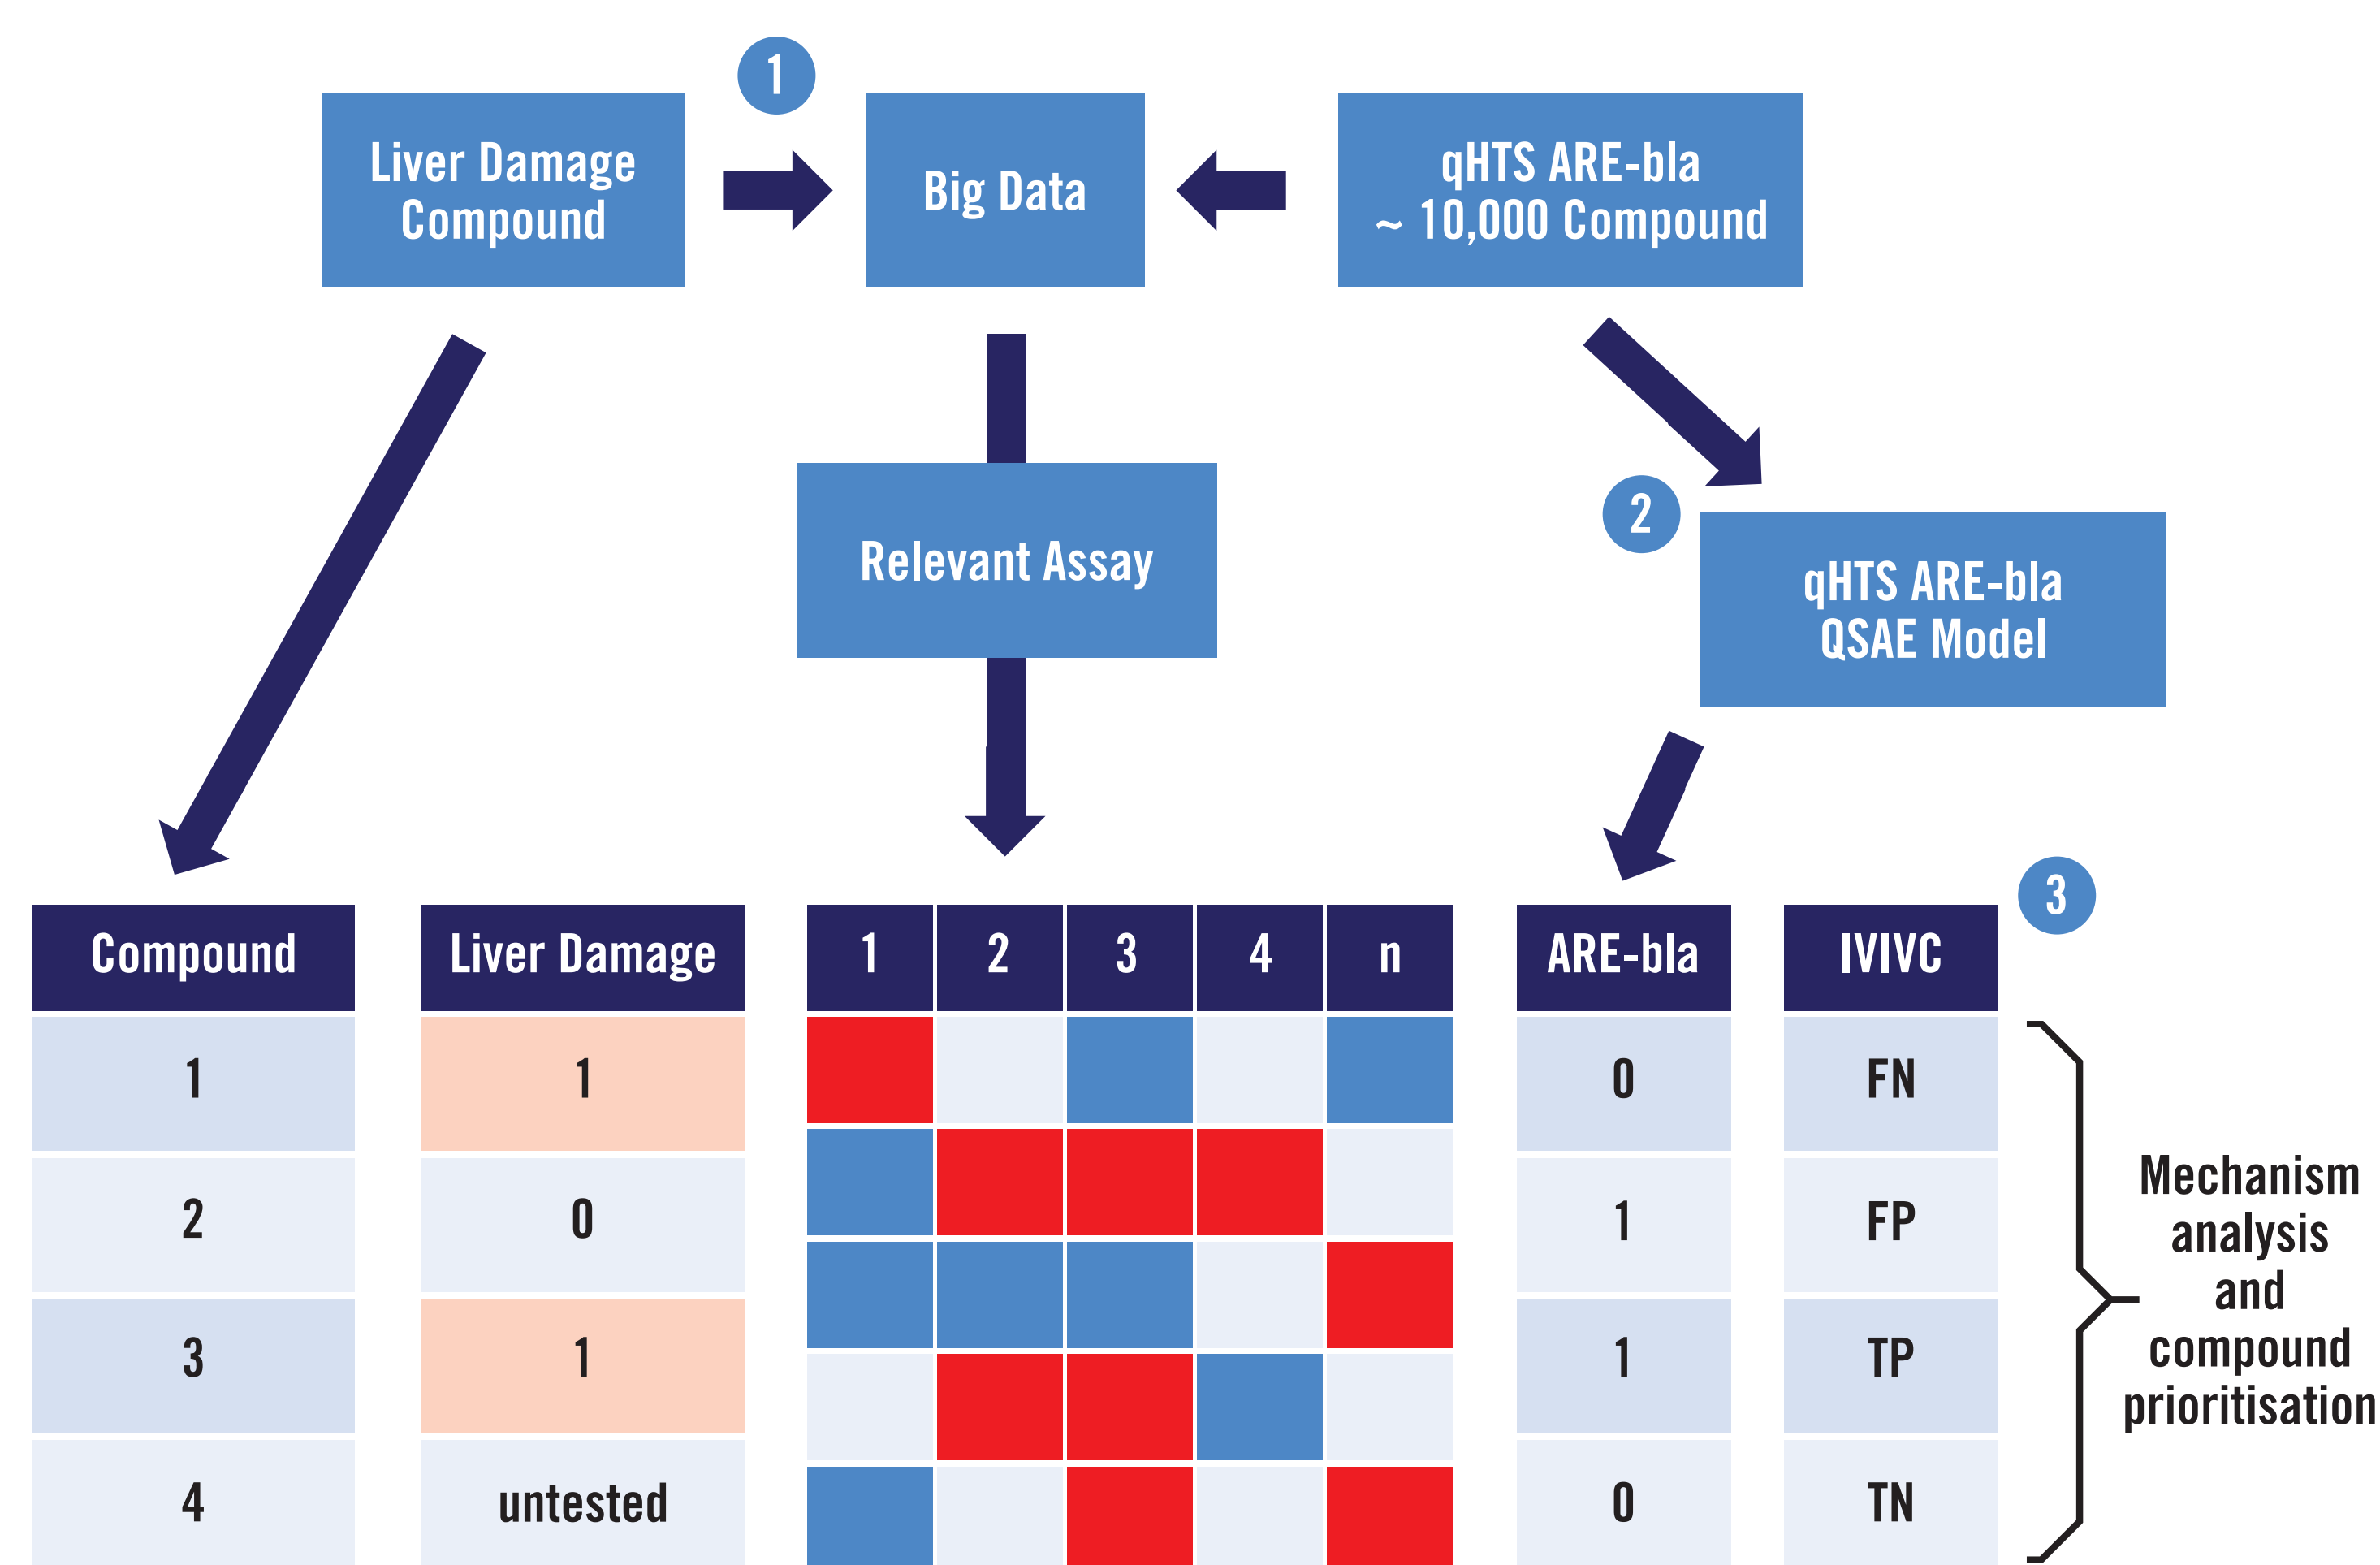 1
Liver Damage
Compound
Big Data
qHTS ARE-bla
~ 10,000 Compound
Relevant Assay
2
qHTS ARE-bla
QSAE Model
3
Compound
Liver Damage
1
2
3
4
n
ARE-bla
IVIVC
1
1
0
FN
2
0
1
FP
3
1
1
TP
4
untested
0
TN
Mechanism
analysis
and
compound
prioritisation